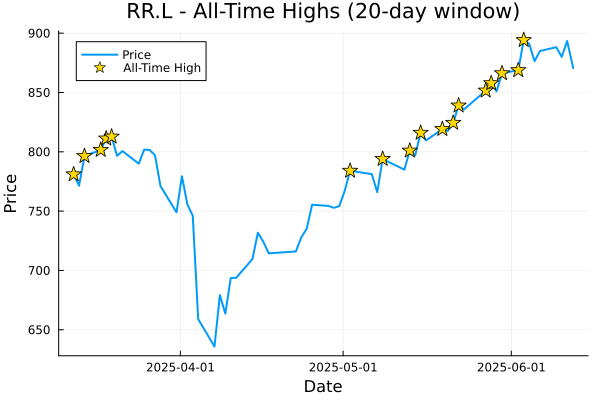 RR.L - All-Time Highs (20-day window)
Price
All-Time High
Price
900
850
800
750
700
650
2025-04-01
2025-05-01
2025-06-01
Date